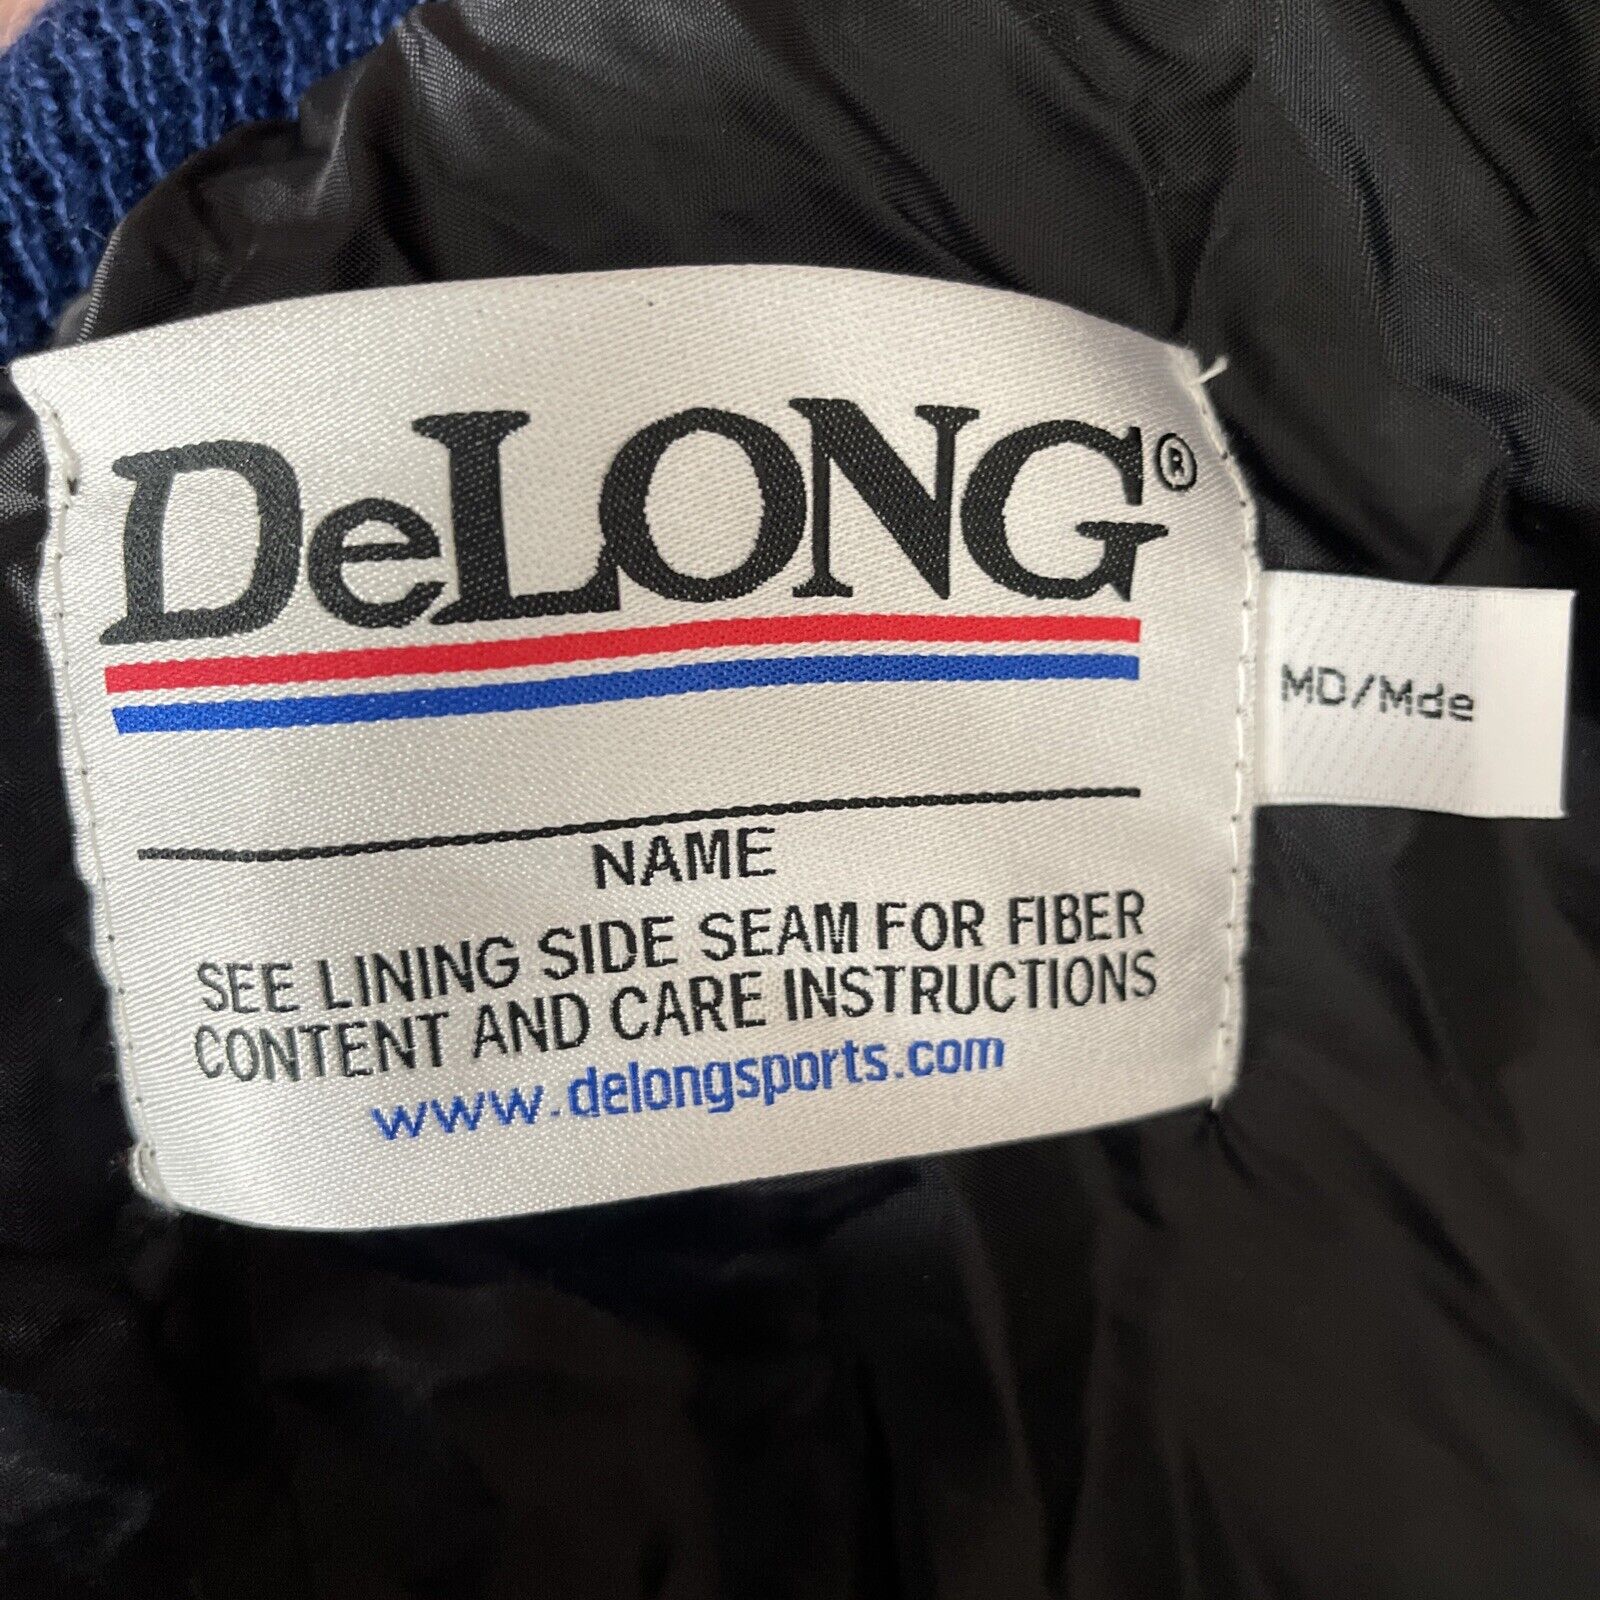 DeLONG®
MD/Mde
NAME
SEE LINING SIDE SEAM FOR FIBER
CONTENT AND CARE INSTRUCTIONS
www.delongsports.com